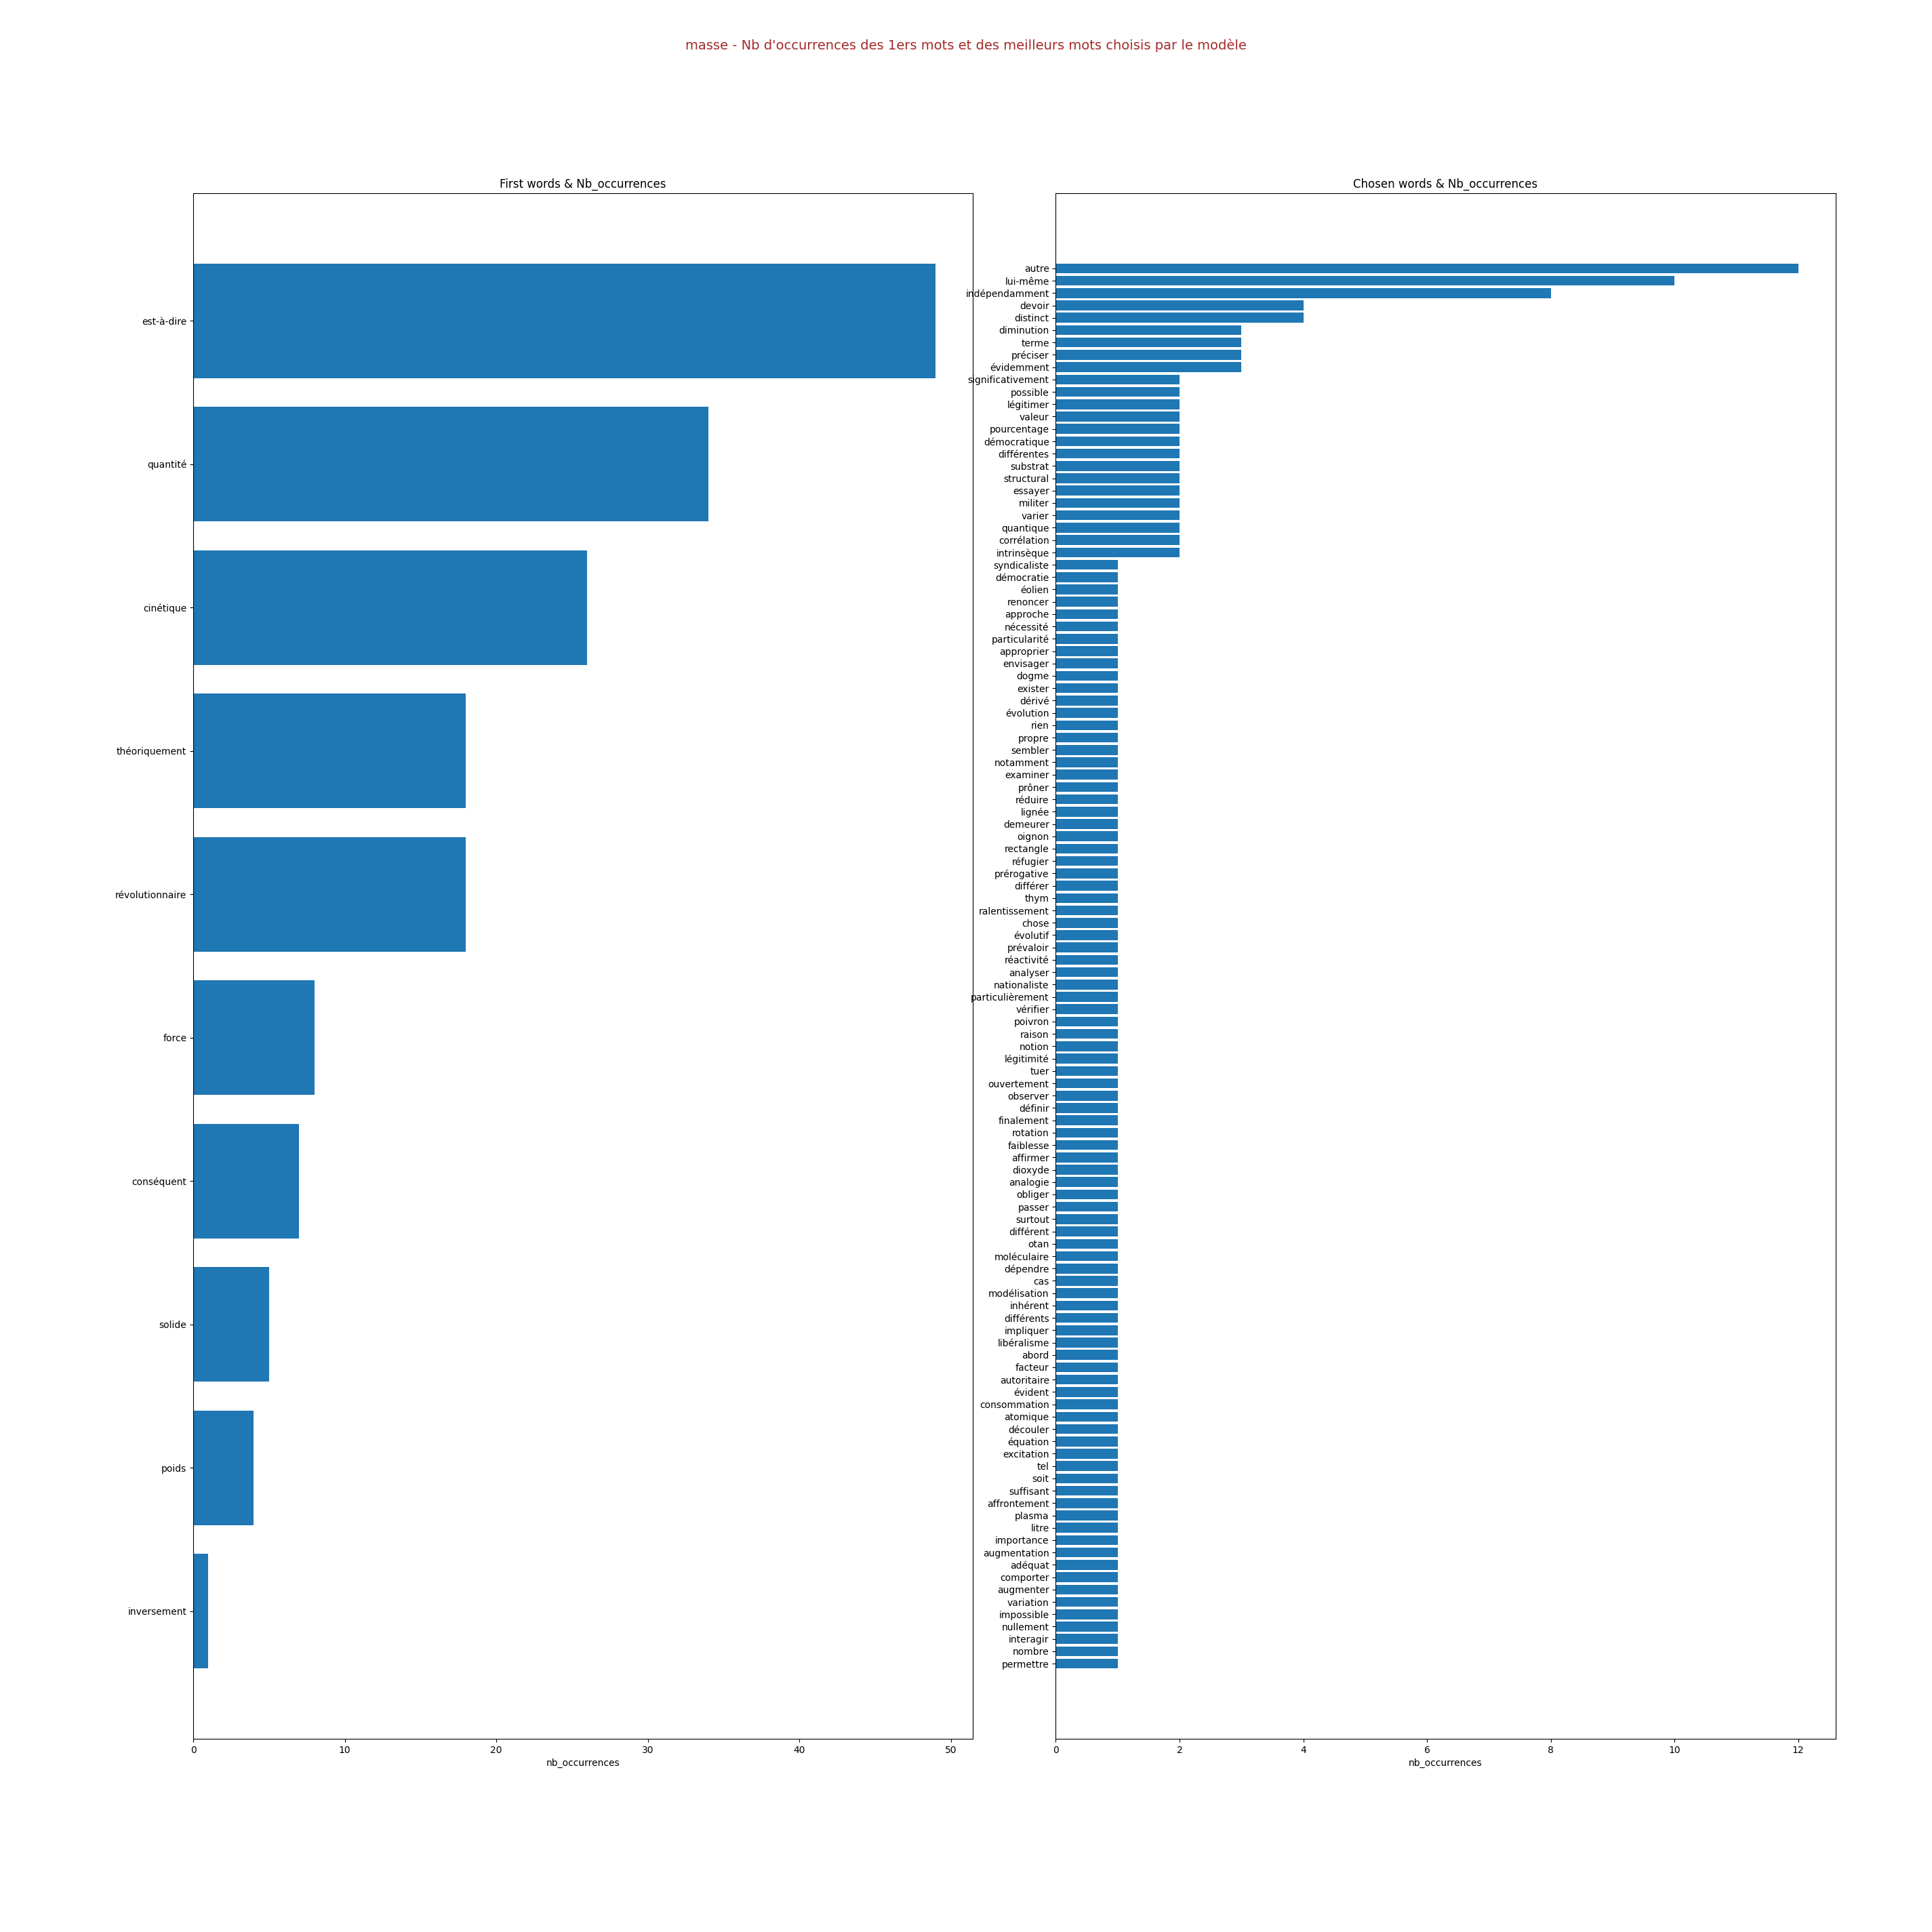 masse - Nb d'occurrences des 1ers mots et des meilleurs mots choisis par le modèle
First words & Nb_occurrences
est-à-dire
quantité
cinétique
théoriquement
révolutionnaire
force
conséquent
solide
poids
inversement
0 10 20 30 40 50
nb_occurrences
Chosen words & Nb_occurrences
autre
lui-même
indépendamment
devoir
distinct
diminution
terme
préciser
évidemment
significativement
possible
légitimer
valeur
pourcentage
démocratique
différentes
substrat
structural
essayer
militer
varier
quantique
corrélation
intrinsèque
syndicaliste
démocratie
éolien
renoncer
approche
nécessité
particularité
approprier
envisager
dogme
exister
dérivé
évolution
rien
propre
sembler
notamment
examiner
prôner
réduire
lignée
demeurer
oignon
rectangle
réfugier
prérogative
différer
thym
ralentissement
chose
évolutif
prévaloir
réactivité
analyser
nationaliste
particulièrement
vérifier
poivron
raison
notion
légitimité
tuer
ouvertement
observer
définir
finalement
rotation
faiblesse
affirmer
dioxyde
analogie
obliger
passer
surtout
différent
otan
moléculaire
dépendre
cas
modélisation
inhérent
différents
impliquer
libéralisme
abord
facteur
autoritaire
évident
consommation
atomique
découler
équation
excitation
tel
soit
suffisant
affrontement
plasma
litre
importance
augmentation
adéquat
comporter
augmenter
variation
impossible
nullement
interagir
nombre
permettre
0 2 4 6 8 10 12
nb_occurrences